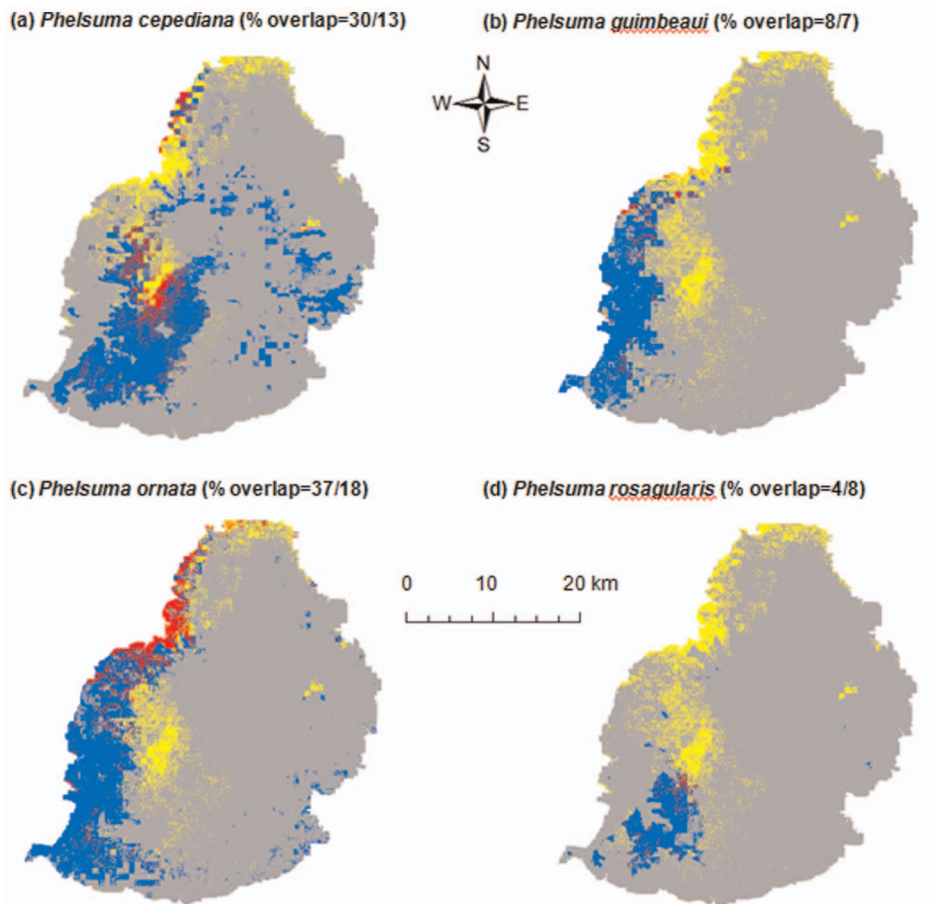 (a) Phelsuma cepediana (% overlap=30/13)
(b) Phelsuma guimbeaui (% overlap=8/7)
N
W E
S
(c) Phelsuma ornata (% overlap=37/18)
(d) Phelsuma rosagularis (% overlap=4/8)
0 10 20 km